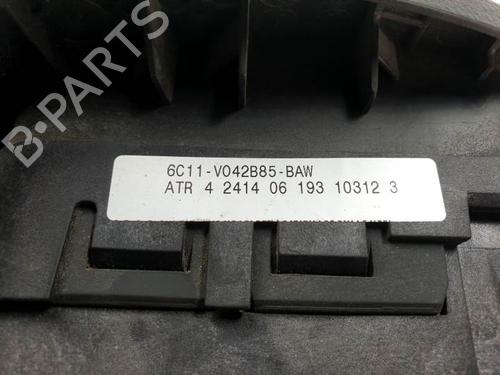 6C11-V042B85-BAW
ATR 4 2414 06 193 10312 3
B-PARTS